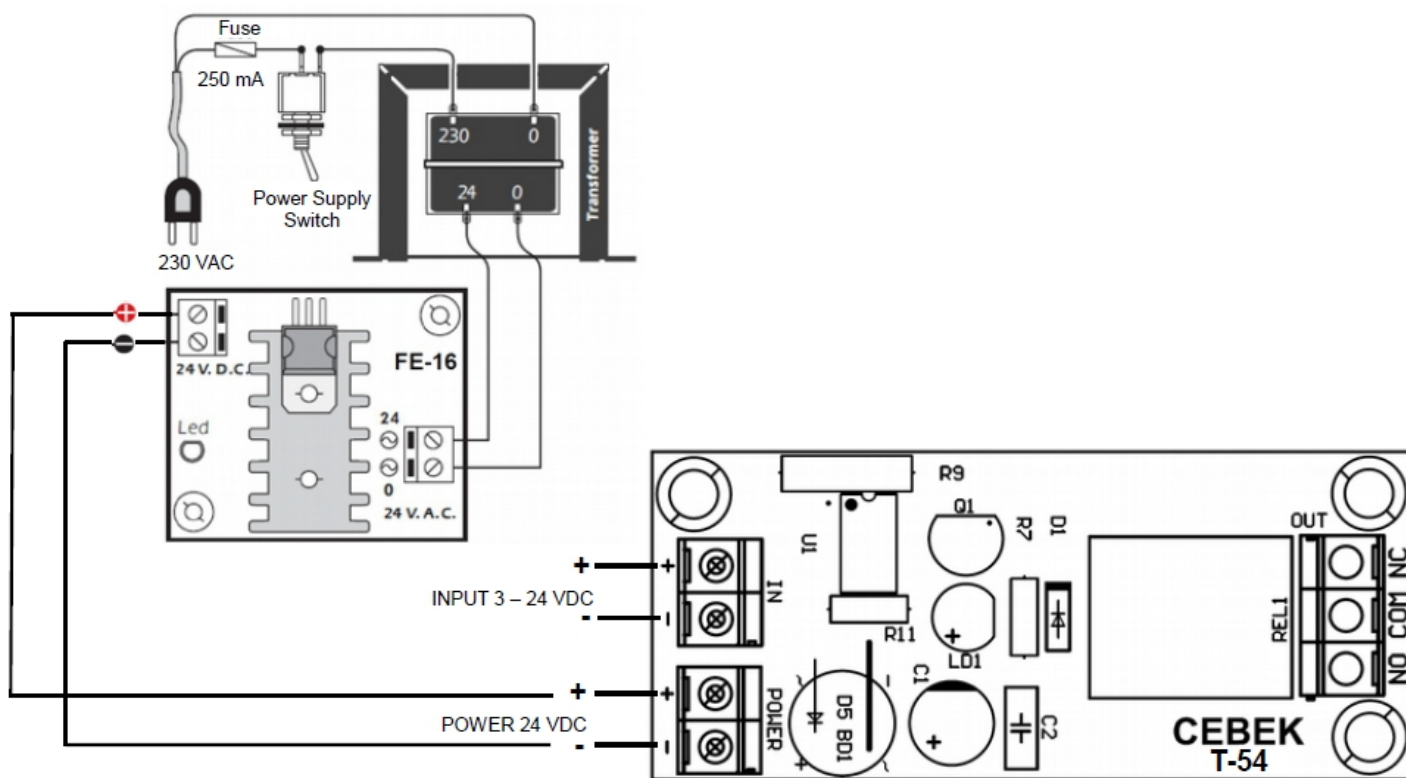 Fuse
250 mA
Power Supply
Switch
230 VAC
230 0
24 0
Transformer
+
-
24 V. D.C.
FE-16
Led
24
0
24 V. A.C.
+
INPUT 3 – 24 VDC
-
+
POWER 24 VDC
-
+
-
IN
+
-
POWER
R9
U1
R11
Q1
R7
D1
+
LD1
~
-
D5 BD1
+
~
C1
+
C2
REL1
OUT
NC
COM
NO
CEBEK
T-54